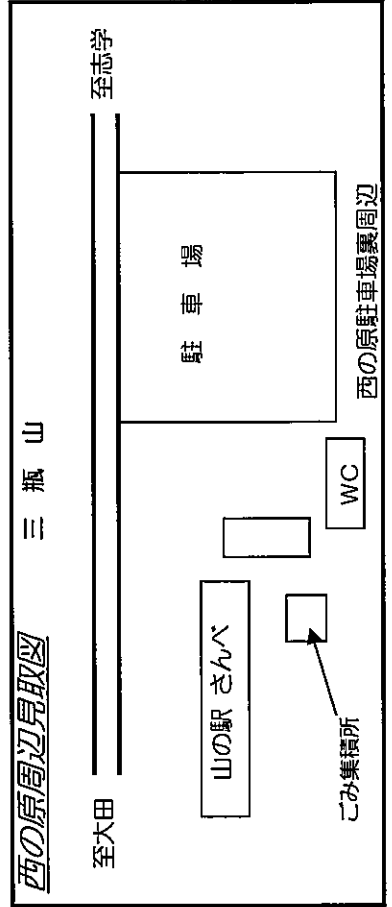 西の原周辺見取図
三 瓶 山
至大田
至志学
駐 車 場
山の駅 さんべ
WC
ごみ集積所
西の原駐車場裏周辺